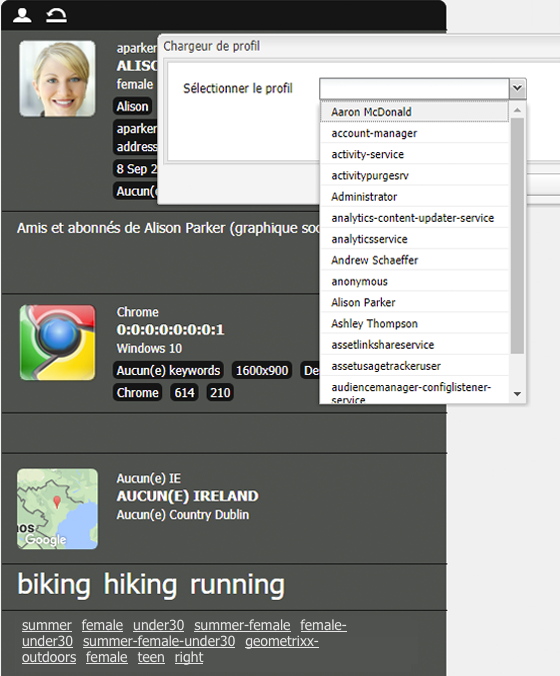 aparker
Chargeur de profil
ALISO
female
Sélectionner le profil
Alison
aparker
address
8 Sep 2
Aucun(e)
Aaron McDonald
account-manager
activity-service
activitypurgesrv
Administrator
analytics-content-updater-service
analyticsservice
Andrew Schaeffer
anonymous
Alison Parker
Ashley Thompson
assetlinkshareservice
assetusagetrackeruser
audiencemanager-configlistener-
service
Amis et abonnés de Alison Parker (graphique soc
Chrome
0:0:0:0:0:0:0:1
Windows 10
Aucun(e) keywords 1600x900 De
Chrome 614 210
Aucun(e) IE
AUCUN(E) IRELAND
Aucun(e) Country Dublin
nos
Google
biking hiking running
summer female under30 summer-female female-
under30 summer-female-under30 geometrixx-
outdoors female teen right